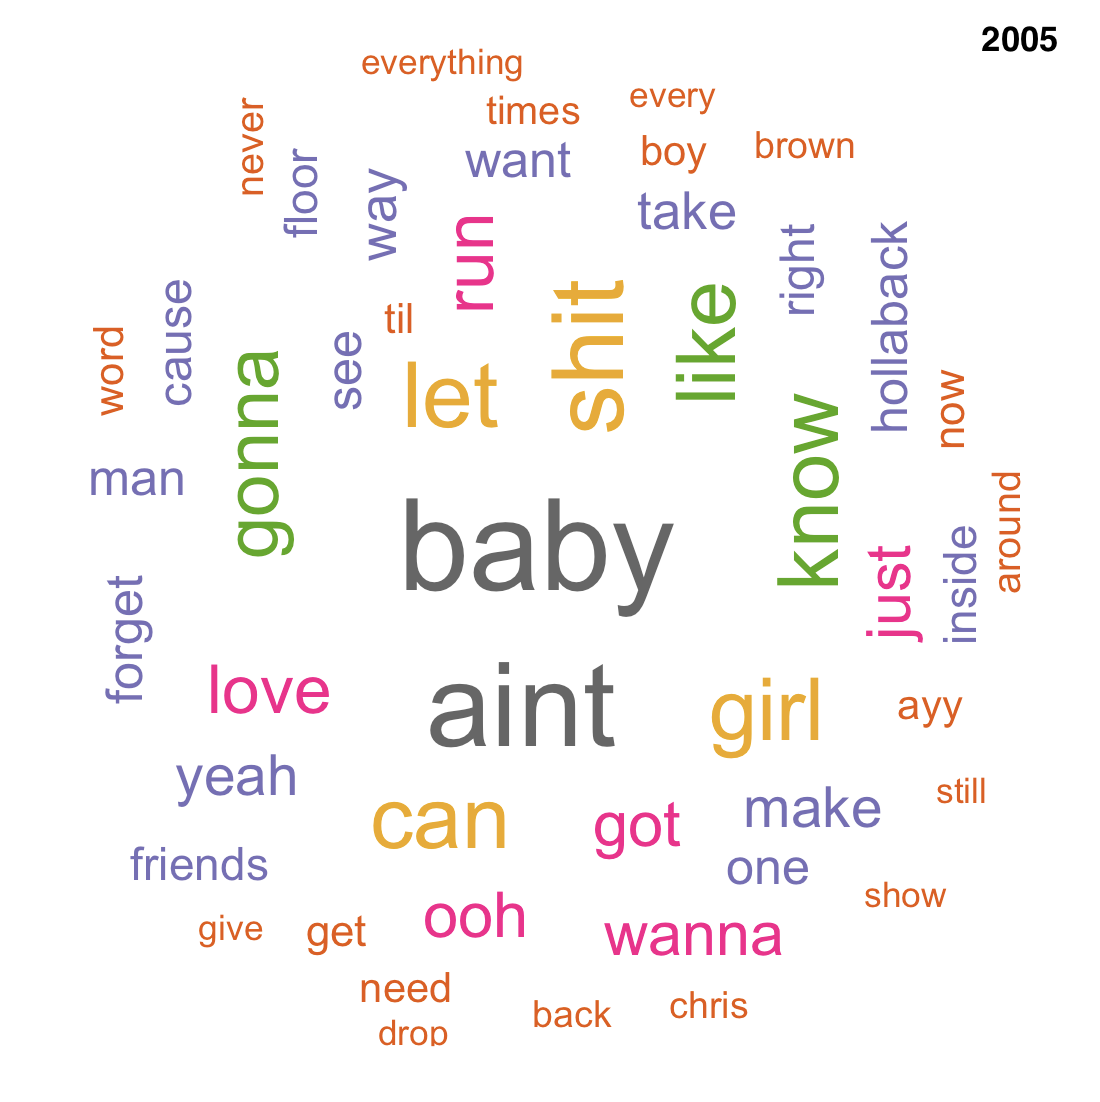 2005
everything
times
every
never
floor
way
want
boy
brown
take
run
right
hollaback
word
cause
see
til
let
shit
like
now
man
gonna
baby
know
around
forget
just
inside
love
aint
girl
ayy
yeah
can
got
make
still
friends
one
ooh
wanna
show
give
get
need
back
chris
drop